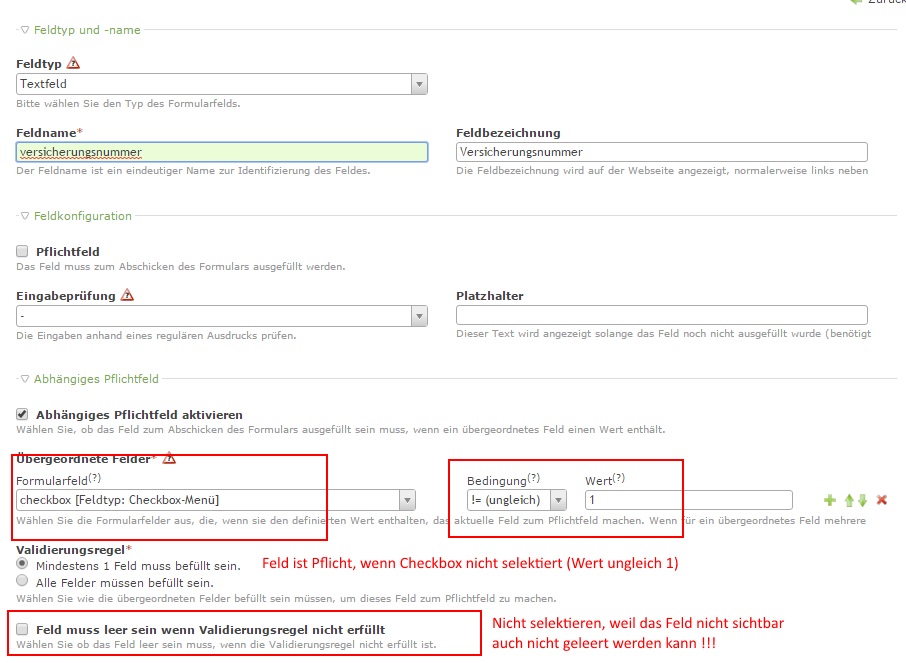 Zurück
Feldtyp und -name
Feldtyp
Textfeld
Bitte wählen Sie den Typ des Formularfelds.
Feldname* Feldbezeichnung
versicherungsnummer Versicherungsnummer
Der Feldname ist ein eindeutiger Name zur Identifizierung des Feldes. Die Feldbezeichnung wird auf der Webseite angezeigt, normalerweise links neben
Feldkonfiguration
Pflichtfeld
Das Feld muss zum Abschicken des Formulars ausgefüllt werden.
Eingabeprüfung Platzhalter
-
Die Eingaben anhand eines regulären Ausdrucks prüfen. Dieser Text wird angezeigt solange das Feld noch nicht ausgefüllt wurde (benötigt
Abhängiges Pflichtfeld
Abhängiges Pflichtfeld aktivieren
Wählen Sie, ob das Feld zum Abschicken des Formulars ausgefüllt sein muss, wenn ein übergeordnetes Feld einen Wert enthält.
Übergeordnete Felder*
Formularfeld(?) Bedingung(?) Wert(?)
checkbox [Feldtyp: Checkbox-Menü] != (ungleich) 1
Wählen Sie die Formularfelder aus, die, wenn sie den definierten Wert enthalten, das aktuelle Feld zum Pflichtfeld machen. Wenn für ein übergeordnetes Feld mehrere
Validierungsregel*
Mindestens 1 Feld muss befüllt sein. Feld ist Pflicht, wenn Checkbox nicht selektiert (Wert ungleich 1)
Alle Felder müssen befüllt sein.
Wählen Sie wie die übergeordneten Felder befüllt sein müssen, um dieses Feld zum Pflichtfeld zu machen.
Feld muss leer sein wenn Validierungsregel nicht erfüllt
Wählen Sie ob das Feld leer sein muss, wenn die Validierungsregel nicht erfüllt ist.
Nicht selektieren, weil das Feld nicht sichtbar
auch nicht geleert werden kann !!!